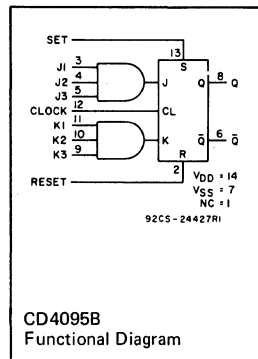 SET
13
S
J1 3
J2 4
J3 5
J
Q 8 Q
CLOCK 12
CL
K1 11
K2 10
K3 9
K
Q̅ 6 Q̅
R
2
RESET
VDD = 14
VSS = 7
NC = 1
92CS-24427R1
CD4095B
Functional Diagram